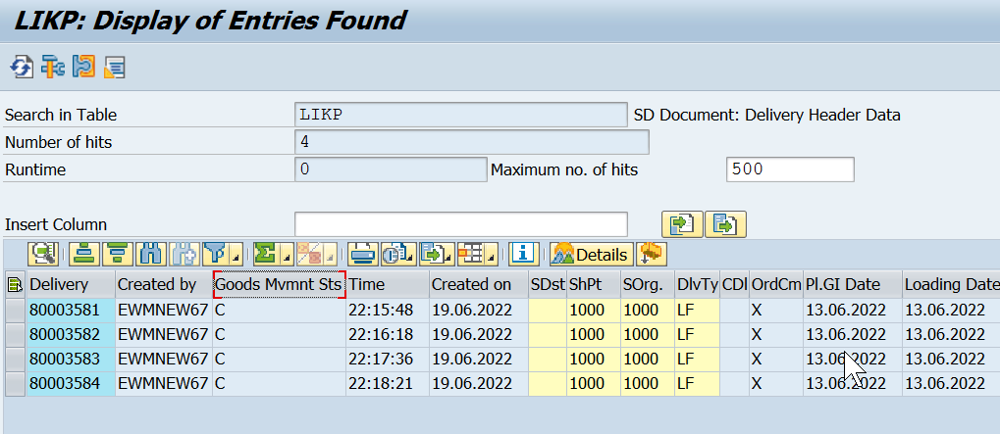 LIKP: Display of Entries Found
Search in Table LIKP SD Document: Delivery Header Data
Number of hits 4
Runtime 0 Maximum no. of hits 500
Insert Column
Details
Delivery Created by Goods Mvmnt Sts Time Created on SDst ShPt SOrg. DlvTy CDl OrdCm Pl.GI Date Loading Date
80003581 EWMNEW67 C 22:15:48 19.06.2022 1000 1000 LF X 13.06.2022 13.06.2022
80003582 EWMNEW67 C 22:16:18 19.06.2022 1000 1000 LF X 13.06.2022 13.06.2022
80003583 EWMNEW67 C 22:17:36 19.06.2022 1000 1000 LF X 13.06.2022 13.06.2022
80003584 EWMNEW67 C 22:18:21 19.06.2022 1000 1000 LF X 13.06.2022 13.06.2022